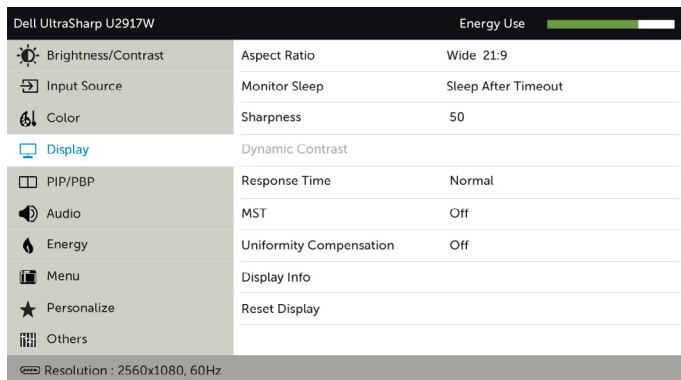 Dell UltraSharp U2917W Energy Use
Brightness/Contrast Aspect Ratio Wide 21:9
Input Source Monitor Sleep Sleep After Timeout
Color Sharpness 50
Display Dynamic Contrast
PIP/PBP Response Time Normal
Audio MST Off
Energy Uniformity Compensation Off
Menu Display Info
Personalize Reset Display
Others
Resolution : 2560x1080, 60Hz